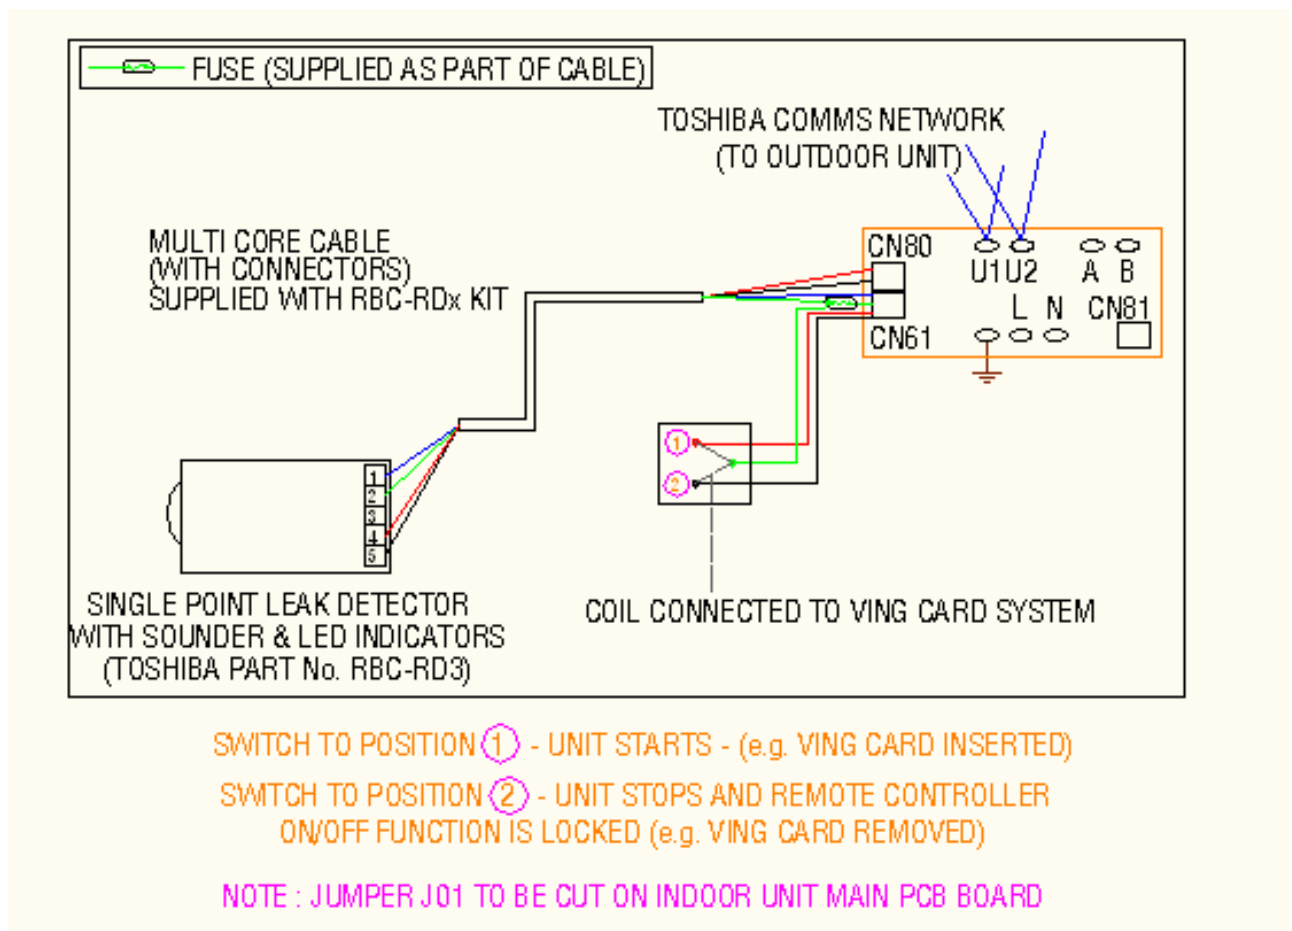 FUSE (SUPPLIED AS PART OF CABLE)
TOSHIBA COMMS NETWORK
(TO OUTDOOR UNIT)
MULTI CORE CABLE
(WITH CONNECTORS)
SUPPLIED WITH RBC-RDx KIT
CN80
U1 U2 A B
L N CN81
CN61
1
2
1
2
3
4
5
SINGLE POINT LEAK DETECTOR
WITH SOUNDER & LED INDICATORS
(TOSHIBA PART No. RBC-RD3)
COIL CONNECTED TO VING CARD SYSTEM
SWITCH TO POSITION 1 - UNIT STARTS - (e.g. VING CARD INSERTED)
SWITCH TO POSITION 2 - UNIT STOPS AND REMOTE CONTROLLER
ON/OFF FUNCTION IS LOCKED (e.g. VING CARD REMOVED)
NOTE : JUMPER J01 TO BE CUT ON INDOOR UNIT MAIN PCB BOARD